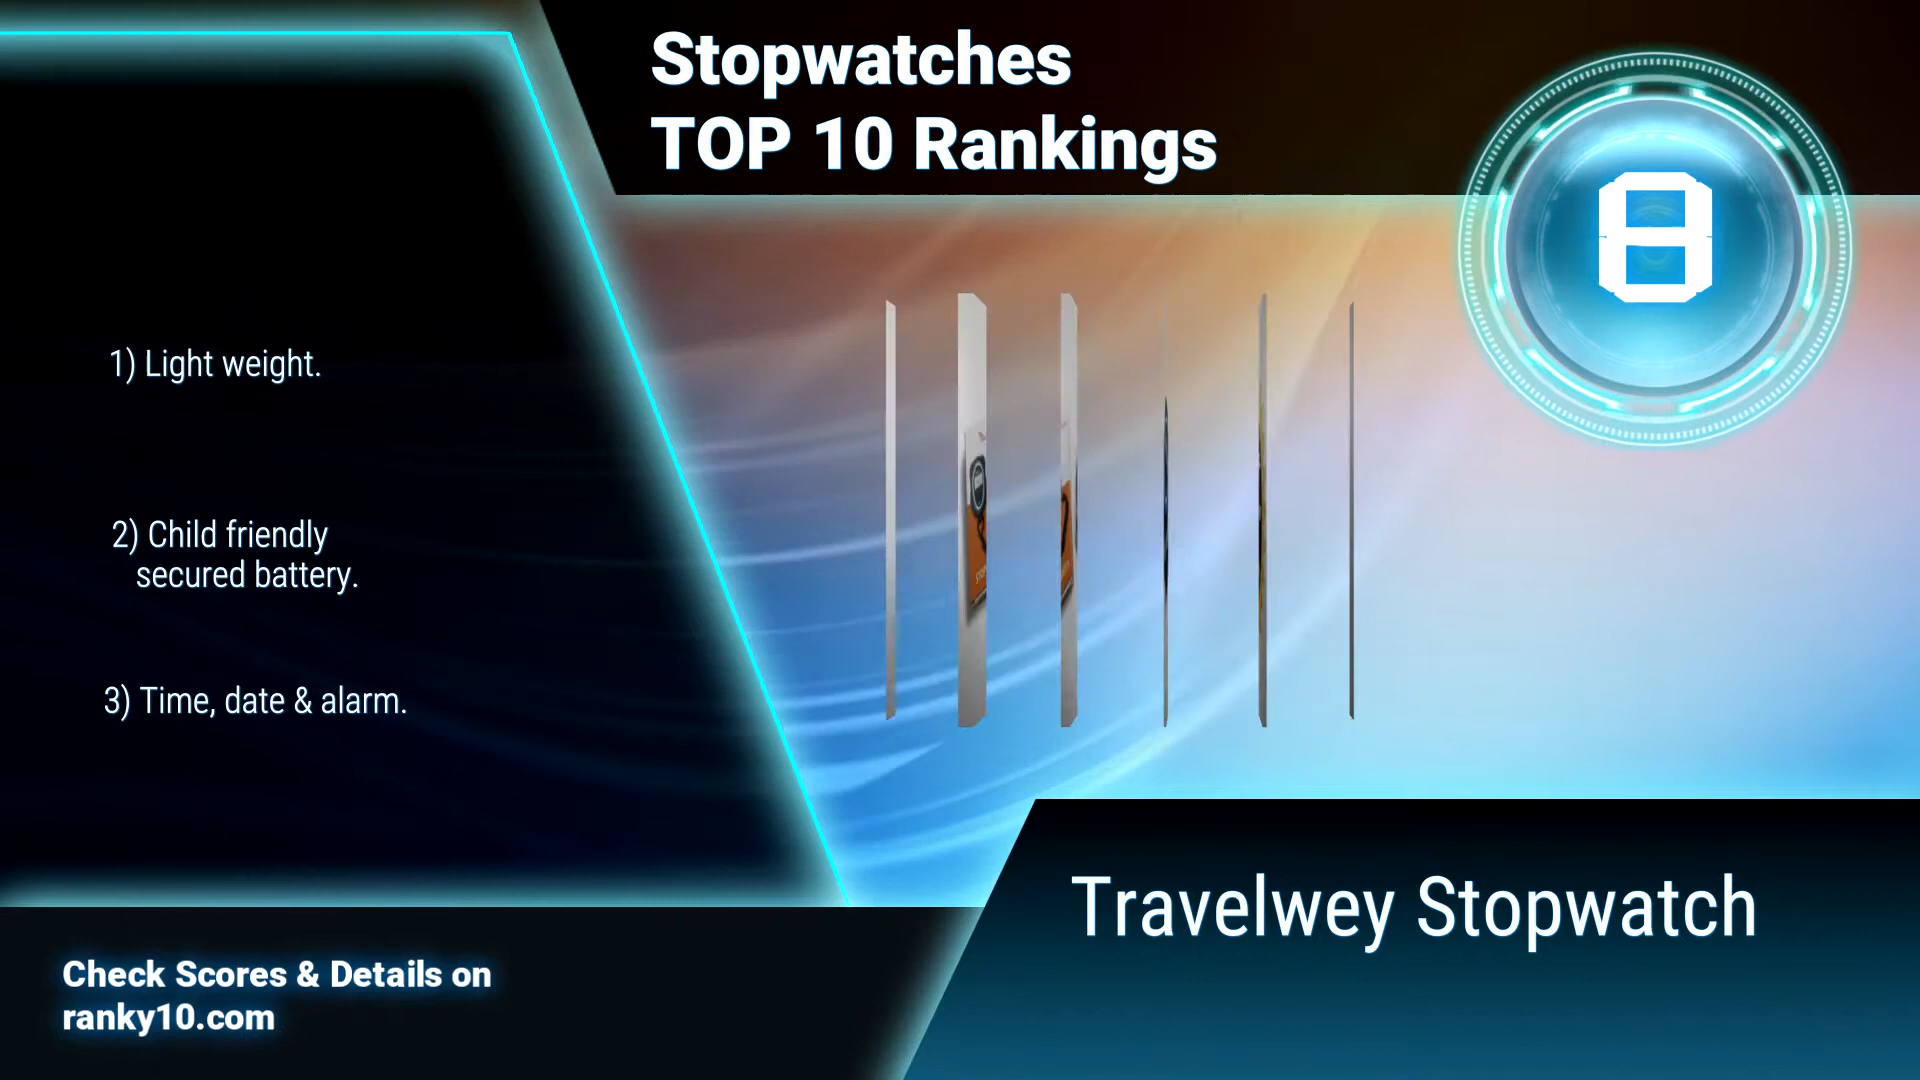 Stopwatches
TOP 10 Rankings
8
1) Light weight.
2) Child friendly
secured battery.
3) Time, date & alarm.
Travelwey Stopwatch
Check Scores & Details on
ranky10.com